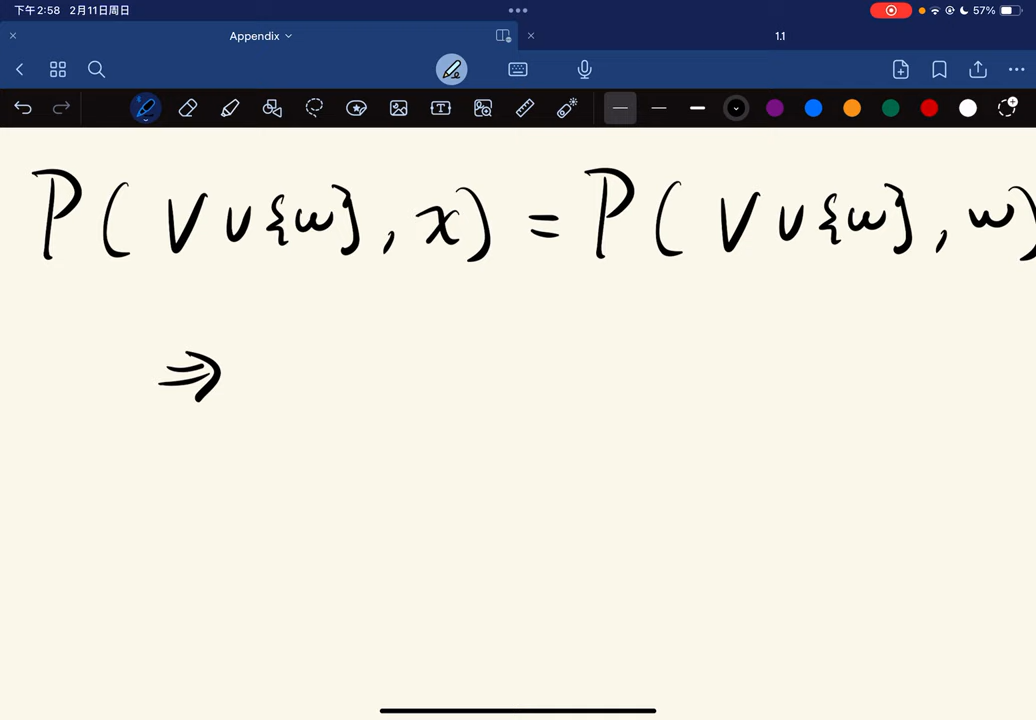 下午2:58 2月11日周日
57%
Appendix
1.1
P( V∪{w}, x) = P( V∪{w}, w)
⇒